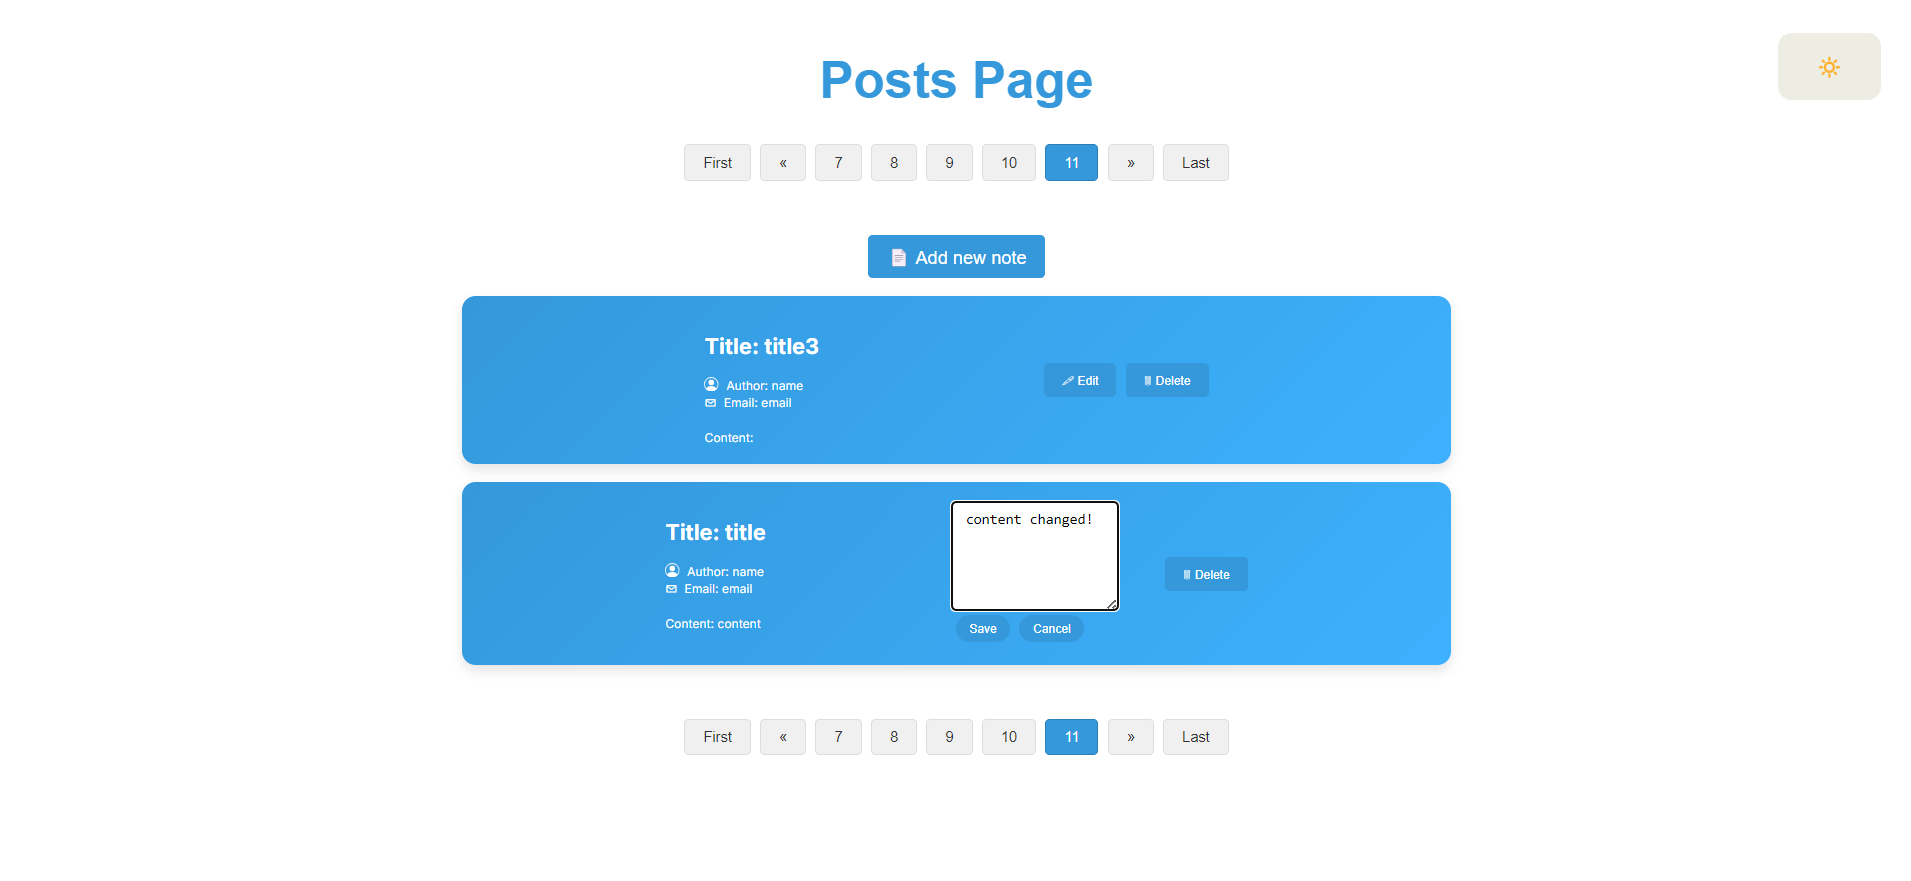 Posts Page
First « 7 8 9 10 11 » Last
Add new note
Title: title3
Author: name
Email: email
Content:
Edit Delete
Title: title
Author: name
Email: email
Content: content
content changed!
Save Cancel
Delete
First « 7 8 9 10 11 » Last